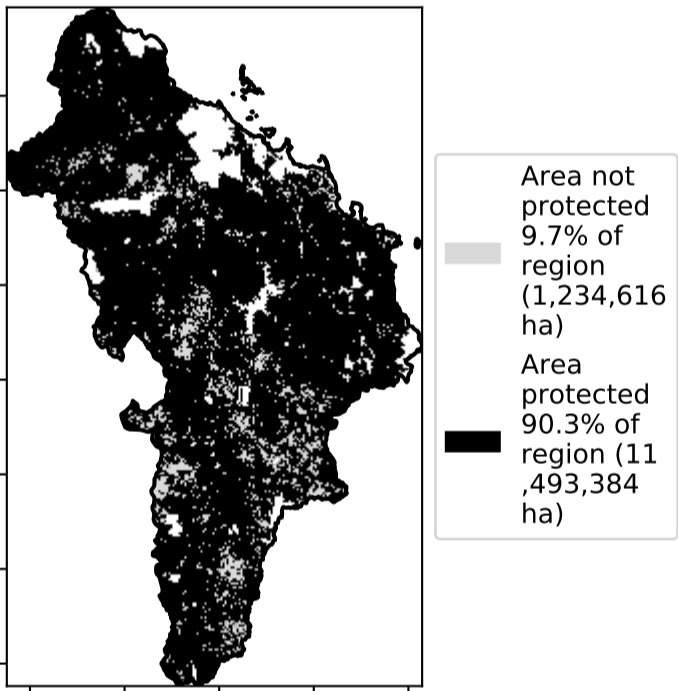 Area not
protected
9.7% of
region
(1,234,616
ha)
Area
protected
90.3% of
region (11
,493,384
ha)